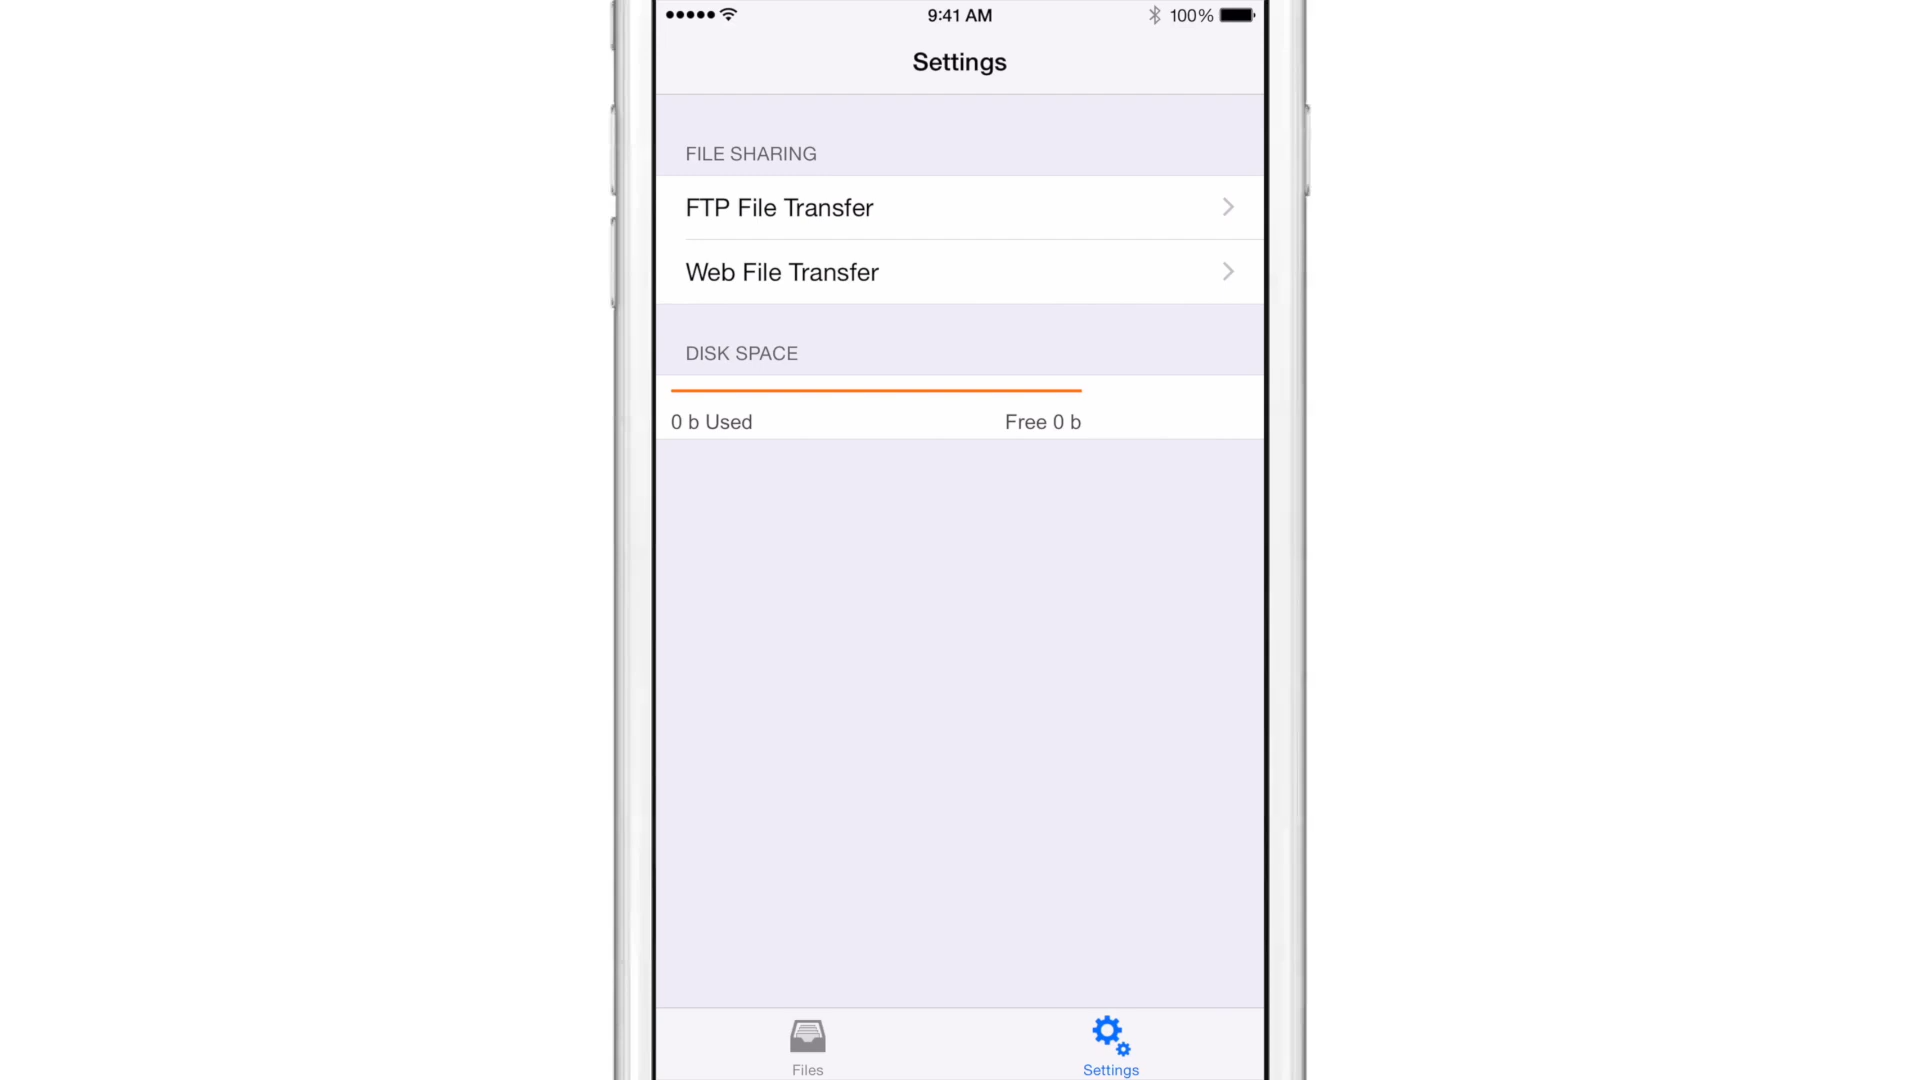 9:41 AM
100%
Settings
FILE SHARING
FTP File Transfer
Web File Transfer
DISK SPACE
0 b Used
Free 0 b
Files
Settings